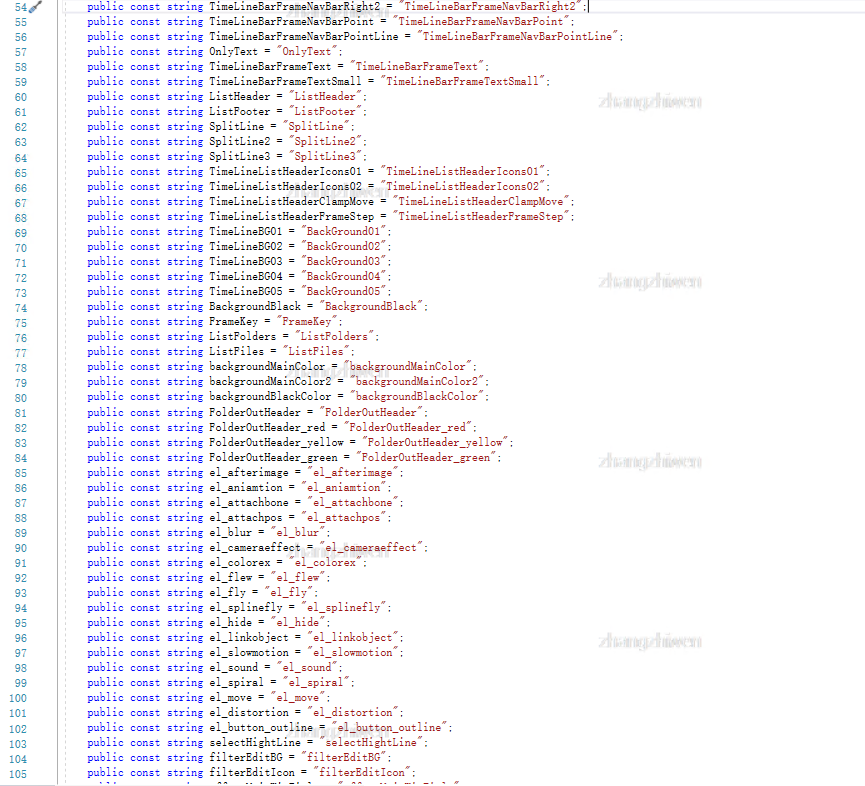 54 public const string TimeLineBarFrameNavBarRight2 = "TimeLineBarFrameNavBarRight2";
55 public const string TimeLineBarFrameNavBarPoint = "TimeLineBarFrameNavBarPoint";
56 public const string TimeLineBarFrameNavBarPointLine = "TimeLineBarFrameNavBarPointLine";
57 public const string OnlyText = "OnlyText";
58 public const string TimeLineBarFrameText = "TimeLineBarFrameText";
59 public const string TimeLineBarFrameTextSmall = "TimeLineBarFrameTextSmall";
60 public const string ListHeader = "ListHeader";
zhangzhiwen
61 public const string ListFooter = "ListFooter";
62 public const string SplitLine = "SplitLine";
63 public const string SplitLine2 = "SplitLine2";
64 public const string SplitLine3 = "SplitLine3";
65 public const string TimeLineListHeaderIcons01 = "TimeLineListHeaderIcons01";
66 public const string TimeLineListHeaderIcons02 = "TimeLineListHeaderIcons02";
67 public const string TimeLineListHeaderClampMove = "TimeLineListHeaderClampMove";
68 public const string TimeLineListHeaderFrameStep = "TimeLineListHeaderFrameStep";
69 public const string TimeLineBG01 = "BackGround01";
70 public const string TimeLineBG02 = "BackGround02";
71 public const string TimeLineBG03 = "BackGround03";
72 public const string TimeLineBG04 = "BackGround04";
zhangzhiwen
73 public const string TimeLineBG05 = "BackGround05";
74 public const string BackgroundBlack = "BackgroundBlack";
75 public const string FrameKey = "FrameKey";
76 public const string ListFolders = "ListFolders";
77 public const string ListFiles = "ListFiles";
78 public const string backgroundMainColor = "backgroundMainColor";
79 public const string backgroundMainColor2 = "backgroundMainColor2";
80 public const string backgroundBlackColor = "backgroundBlackColor";
81 public const string FolderOutHeader = "FolderOutHeader";
82 public const string FolderOutHeader_red = "FolderOutHeader_red";
83 public const string FolderOutHeader_yellow = "FolderOutHeader_yellow";
84 public const string FolderOutHeader_green = "FolderOutHeader_green";
zhangzhiwen
85 public const string el_afterimage = "el_afterimage";
86 public const string el_aniamtion = "el_aniamtion";
87 public const string el_attachbone = "el_attachbone";
88 public const string el_attachpos = "el_attachpos";
89 public const string el_blur = "el_blur";
90 public const string el_cameraeffect = "el_cameraeffect";
91 public const string el_colorex = "el_colorex";
92 public const string el_flew = "el_flew";
93 public const string el_fly = "el_fly";
94 public const string el_splinefly = "el_splinefly";
95 public const string el_hide = "el_hide";
96 public const string el_linkobject = "el_linkobject";
zhangzhiwen
97 public const string el_slowmotion = "el_slowmotion";
98 public const string el_sound = "el_sound";
99 public const string el_spiral = "el_spiral";
100 public const string el_move = "el_move";
101 public const string el_distortion = "el_distortion";
102 public const string el_button_outline = "el_button_outline";
103 public const string selectHightLine = "selectHightLine";
104 public const string filterEditBG = "filterEditBG";
105 public const string filterEditIcon = "filterEditIcon";